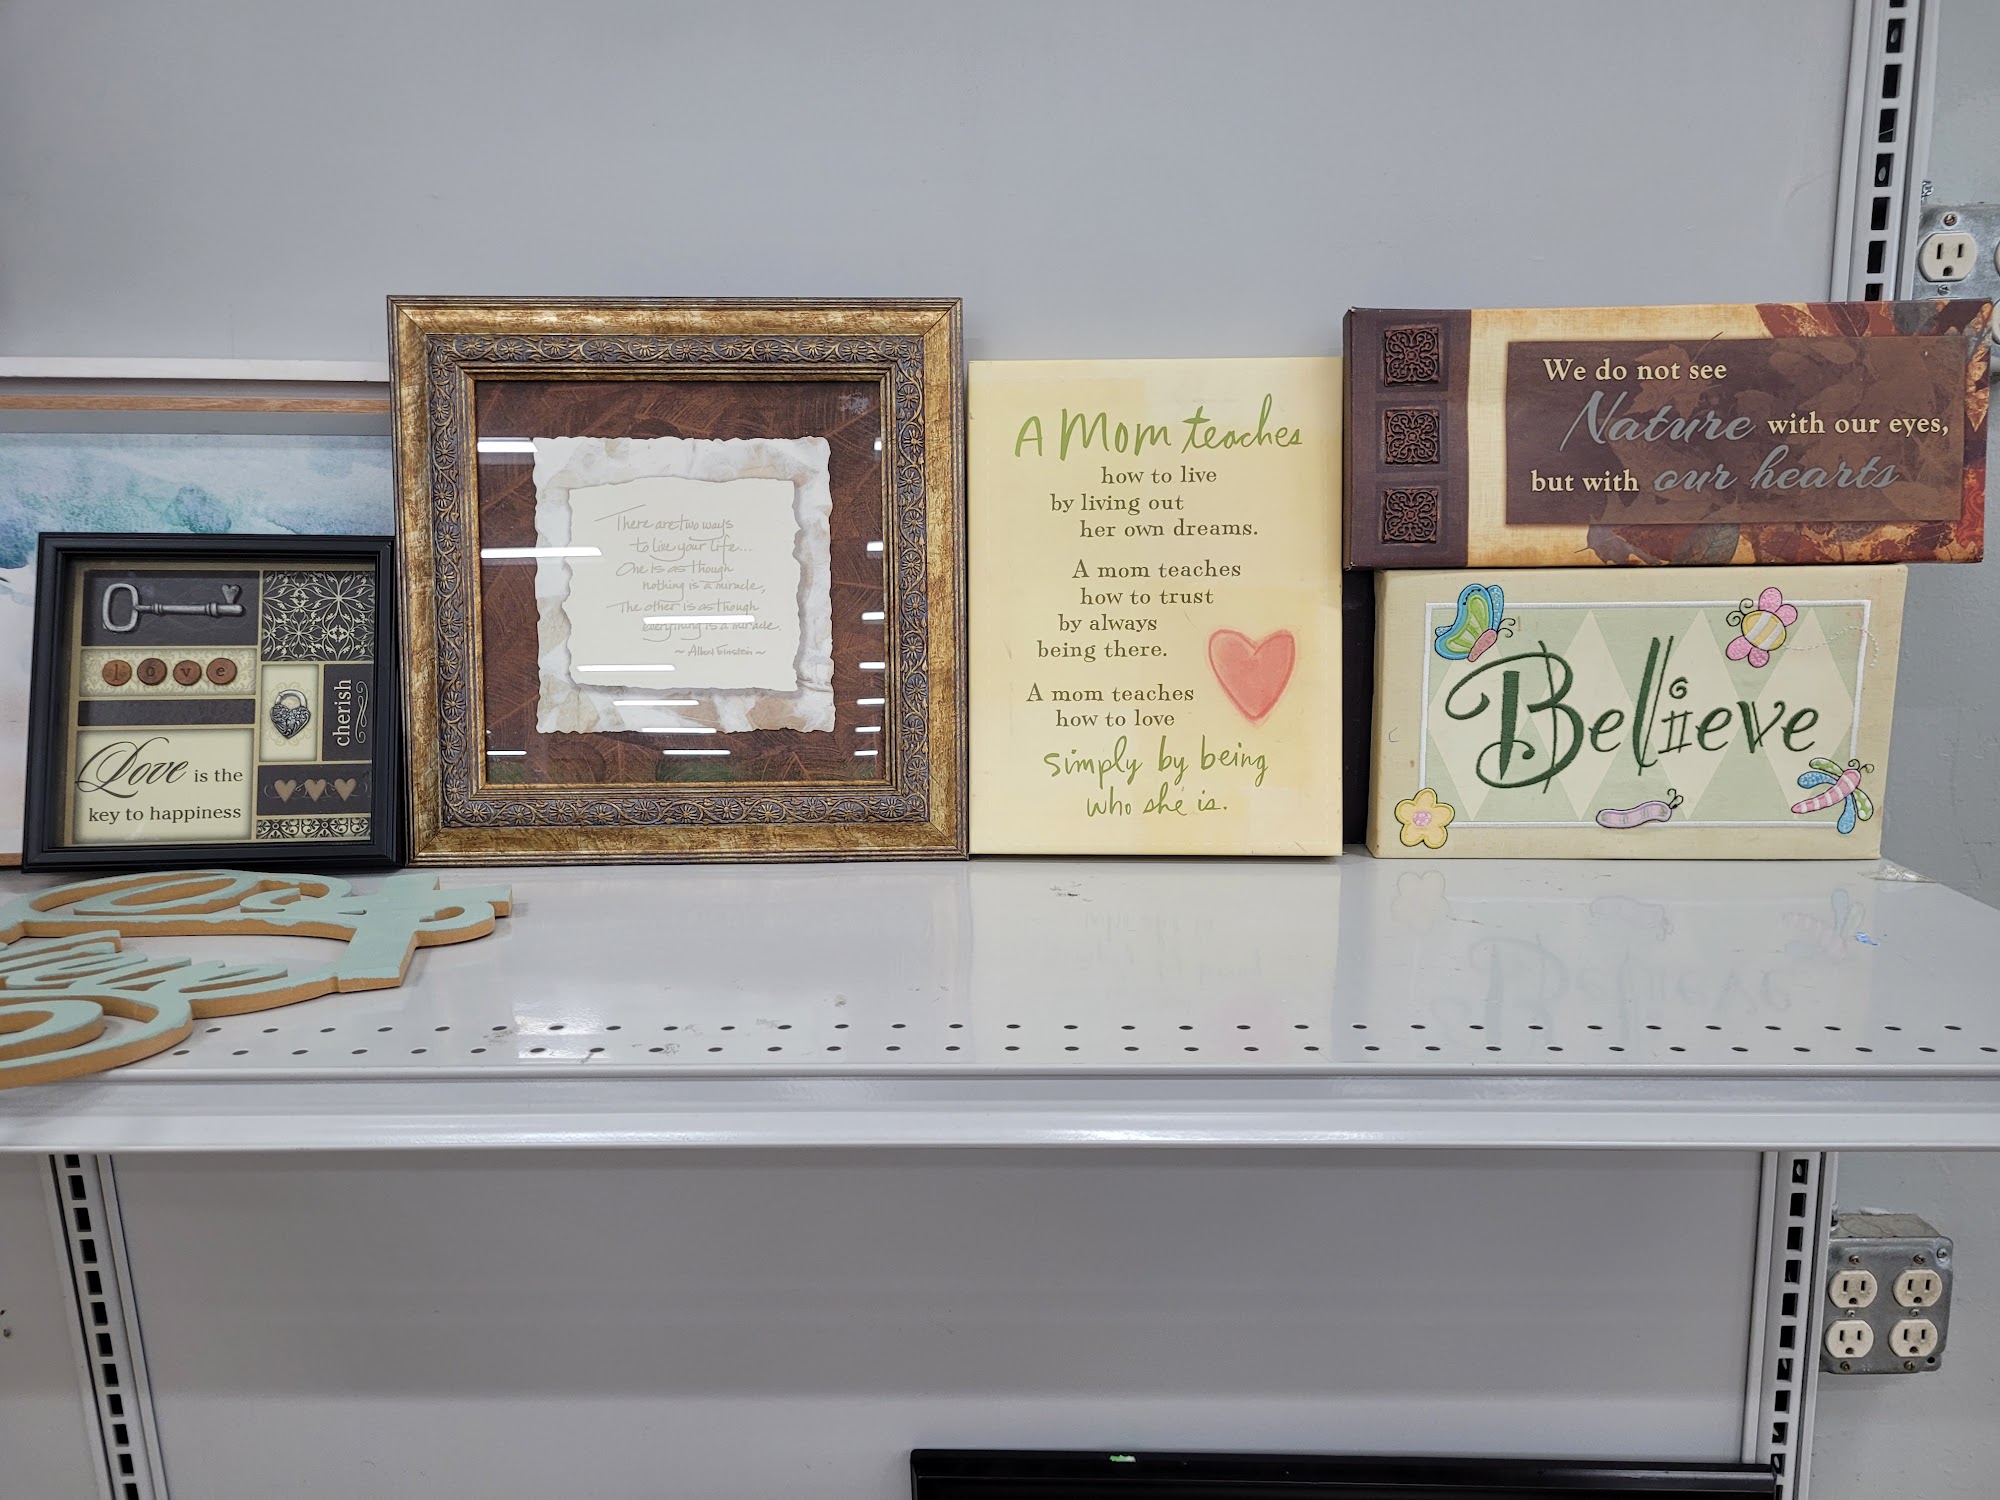 love
cherish
Love is the
key to happiness
There are two ways
to live your life...
One is as though
nothing is a miracle,
The other is as though
everything is a miracle.
~ Albert Einstein ~
A Mom teaches
how to live
by living out
her own dreams.
A mom teaches
how to trust
by always
being there.
A mom teaches
how to love
simply by being
who she is.
We do not see
Nature with our eyes,
but with our hearts
Believe